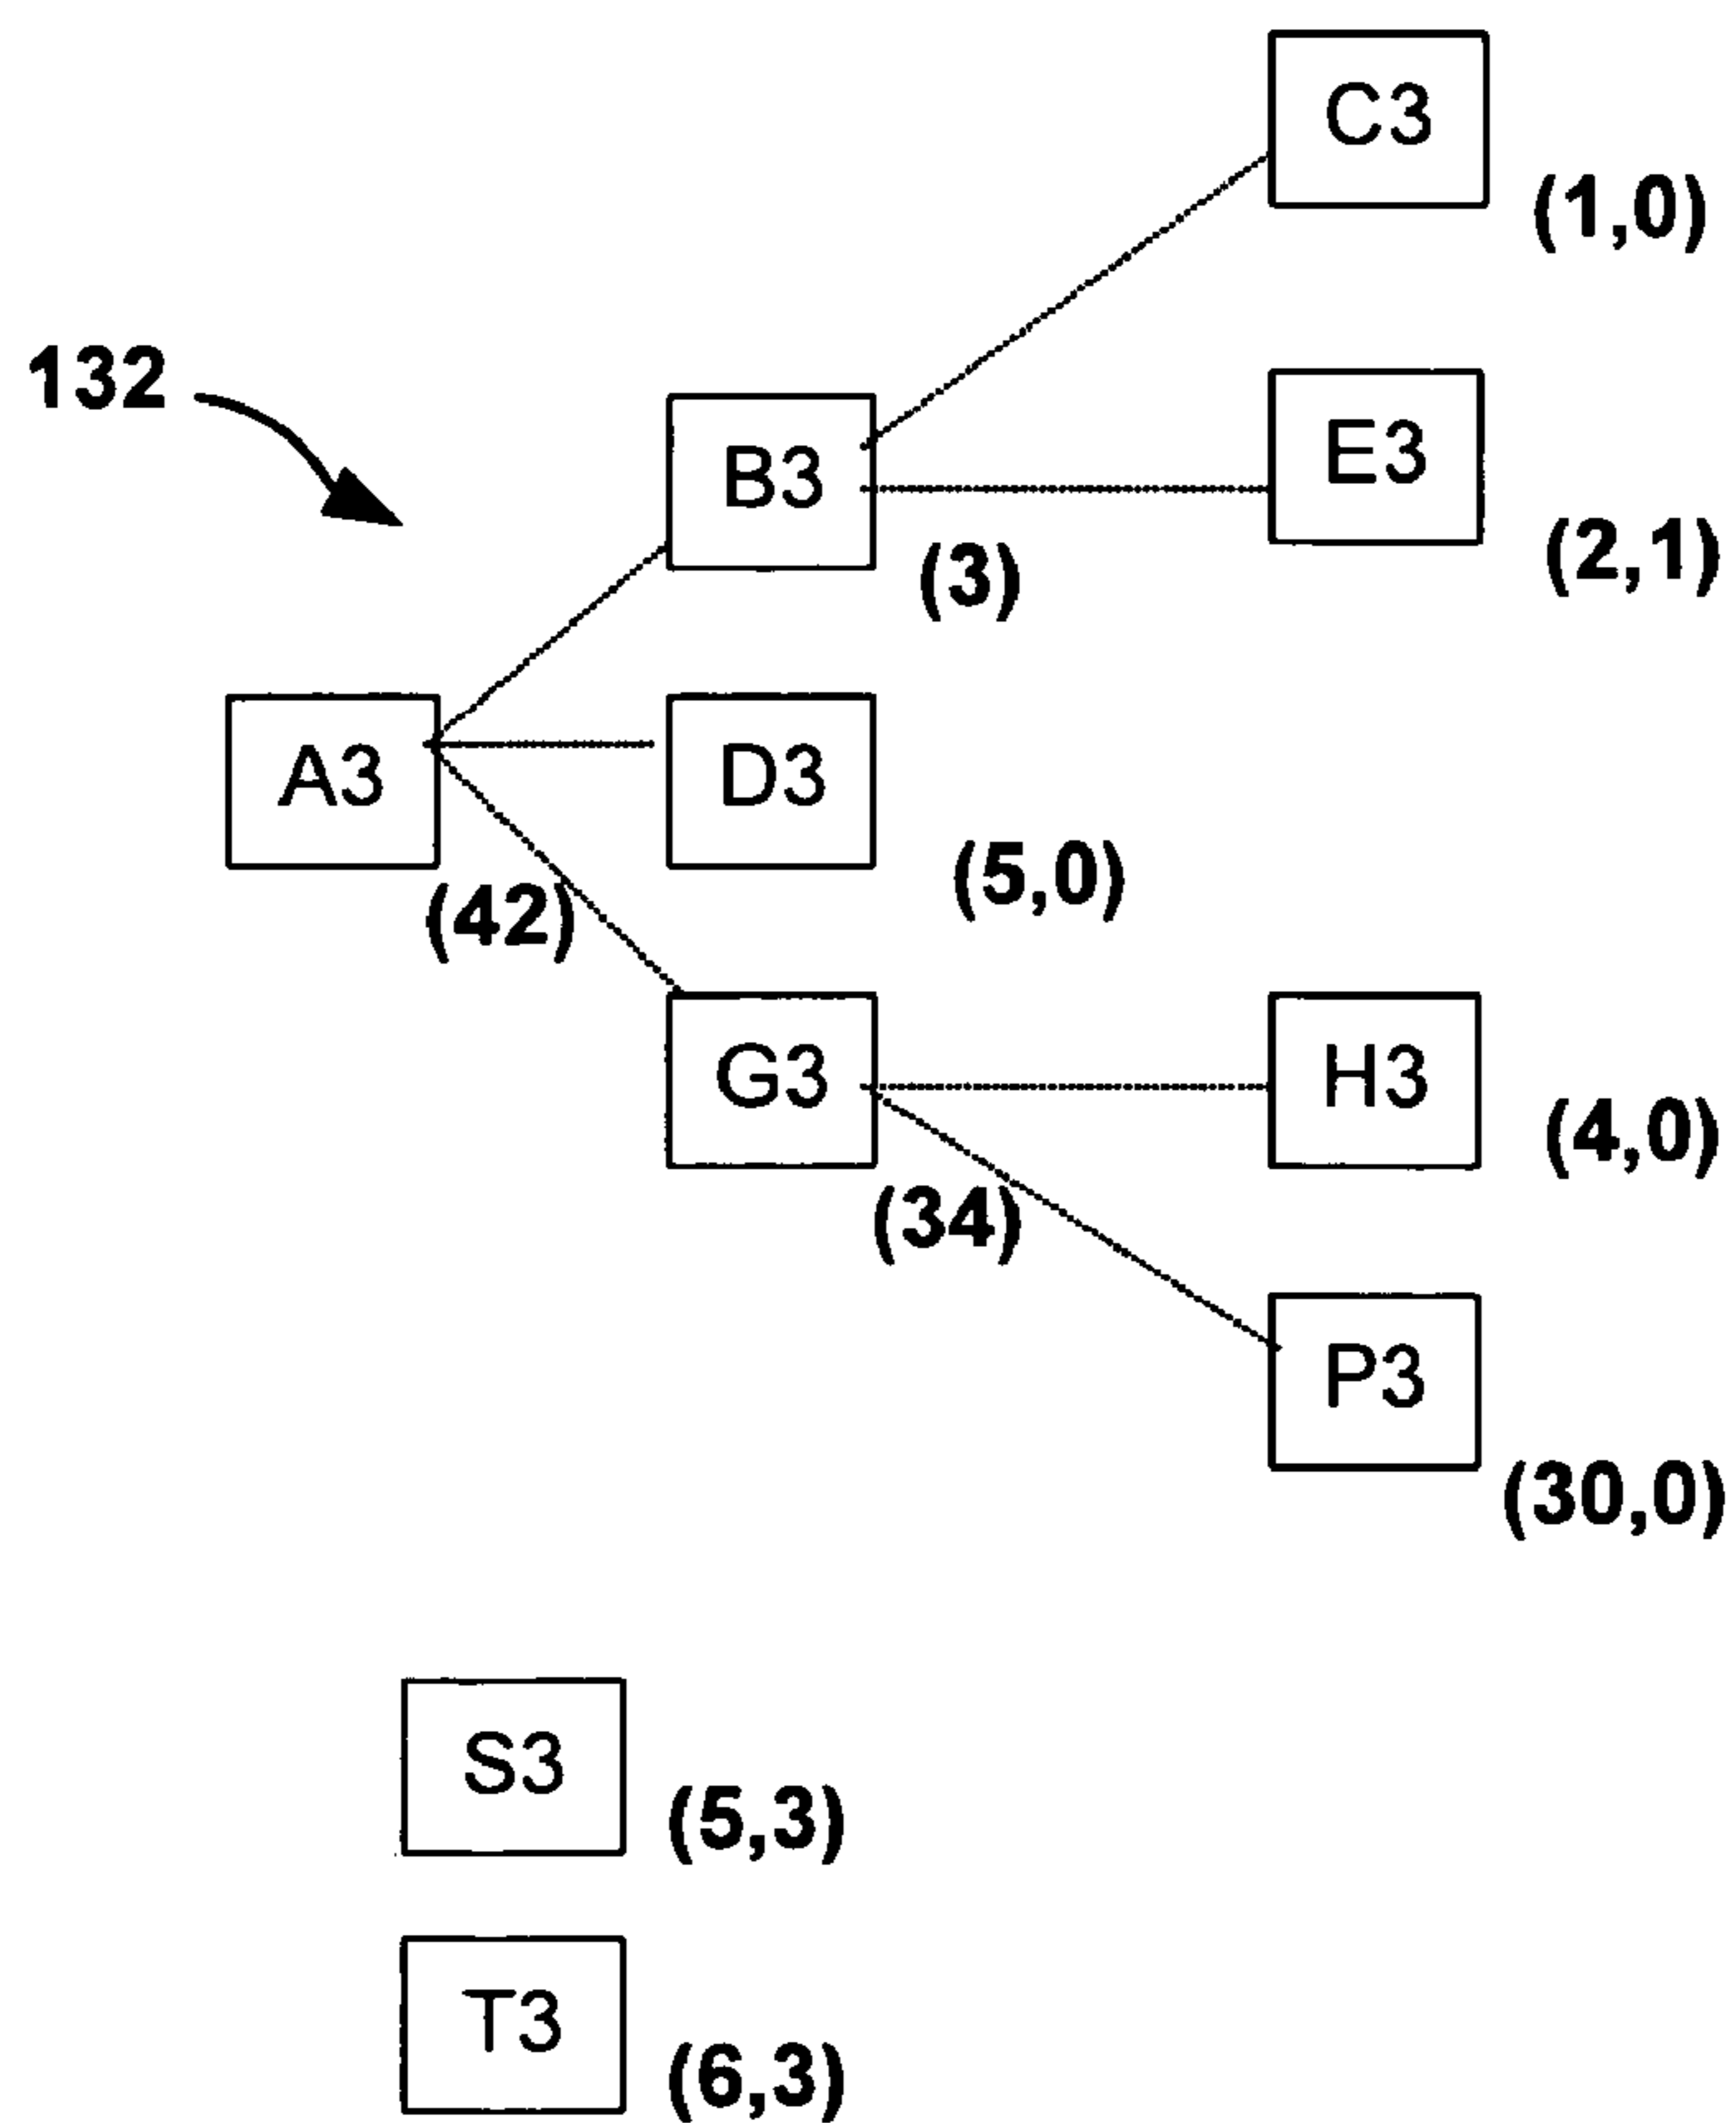 C3
(1,0)
132
E3
B3
(2,1)
(3)
A3
D3
(5,0)
(42)
G3
H3
(4,0)
(34)
P3
(30,0)
S3
(5,3)
T3
(6,3)